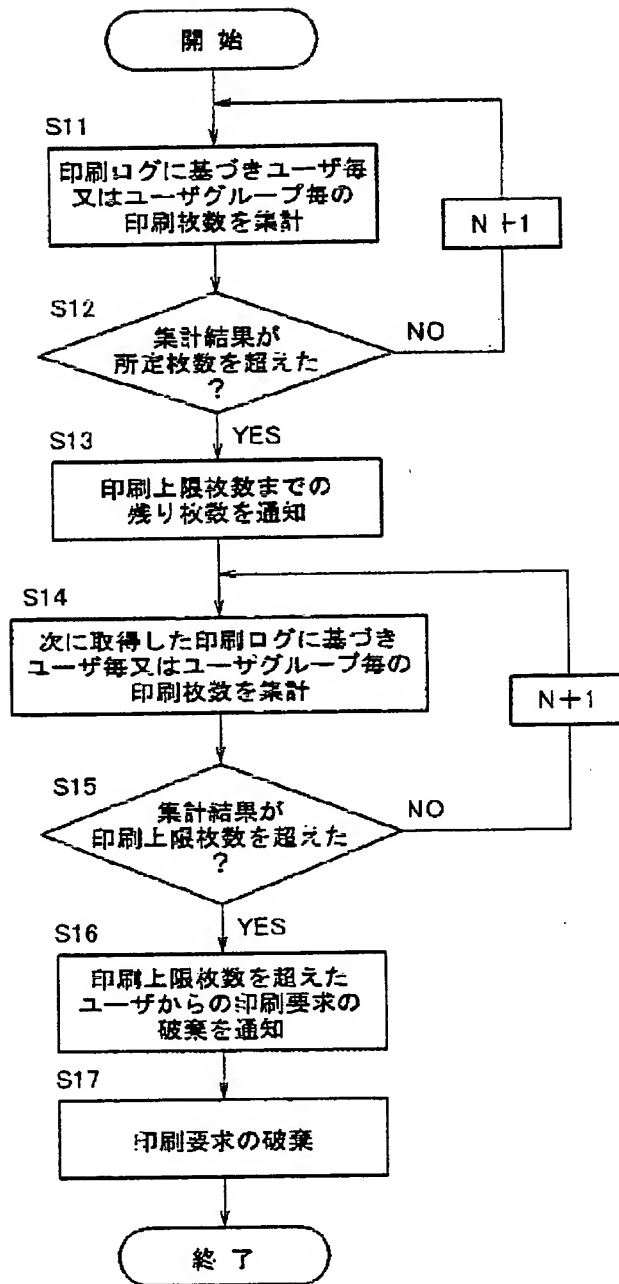 開始
S11
印刷ログに基づきユーザ毎
又はユーザグループ毎の
印刷枚数を集計
N+1
S12
集計結果が
所定枚数を超えた
?
NO
YES
S13
印刷上限枚数までの
残り枚数を通知
S14
次に取得した印刷ログに基づき
ユーザ毎又はユーザグループ毎の
印刷枚数を集計
N+1
S15
集計結果が
印刷上限枚数を超えた
?
NO
YES
S16
印刷上限枚数を超えた
ユーザからの印刷要求の
破棄を通知
S17
印刷要求の破棄
終了